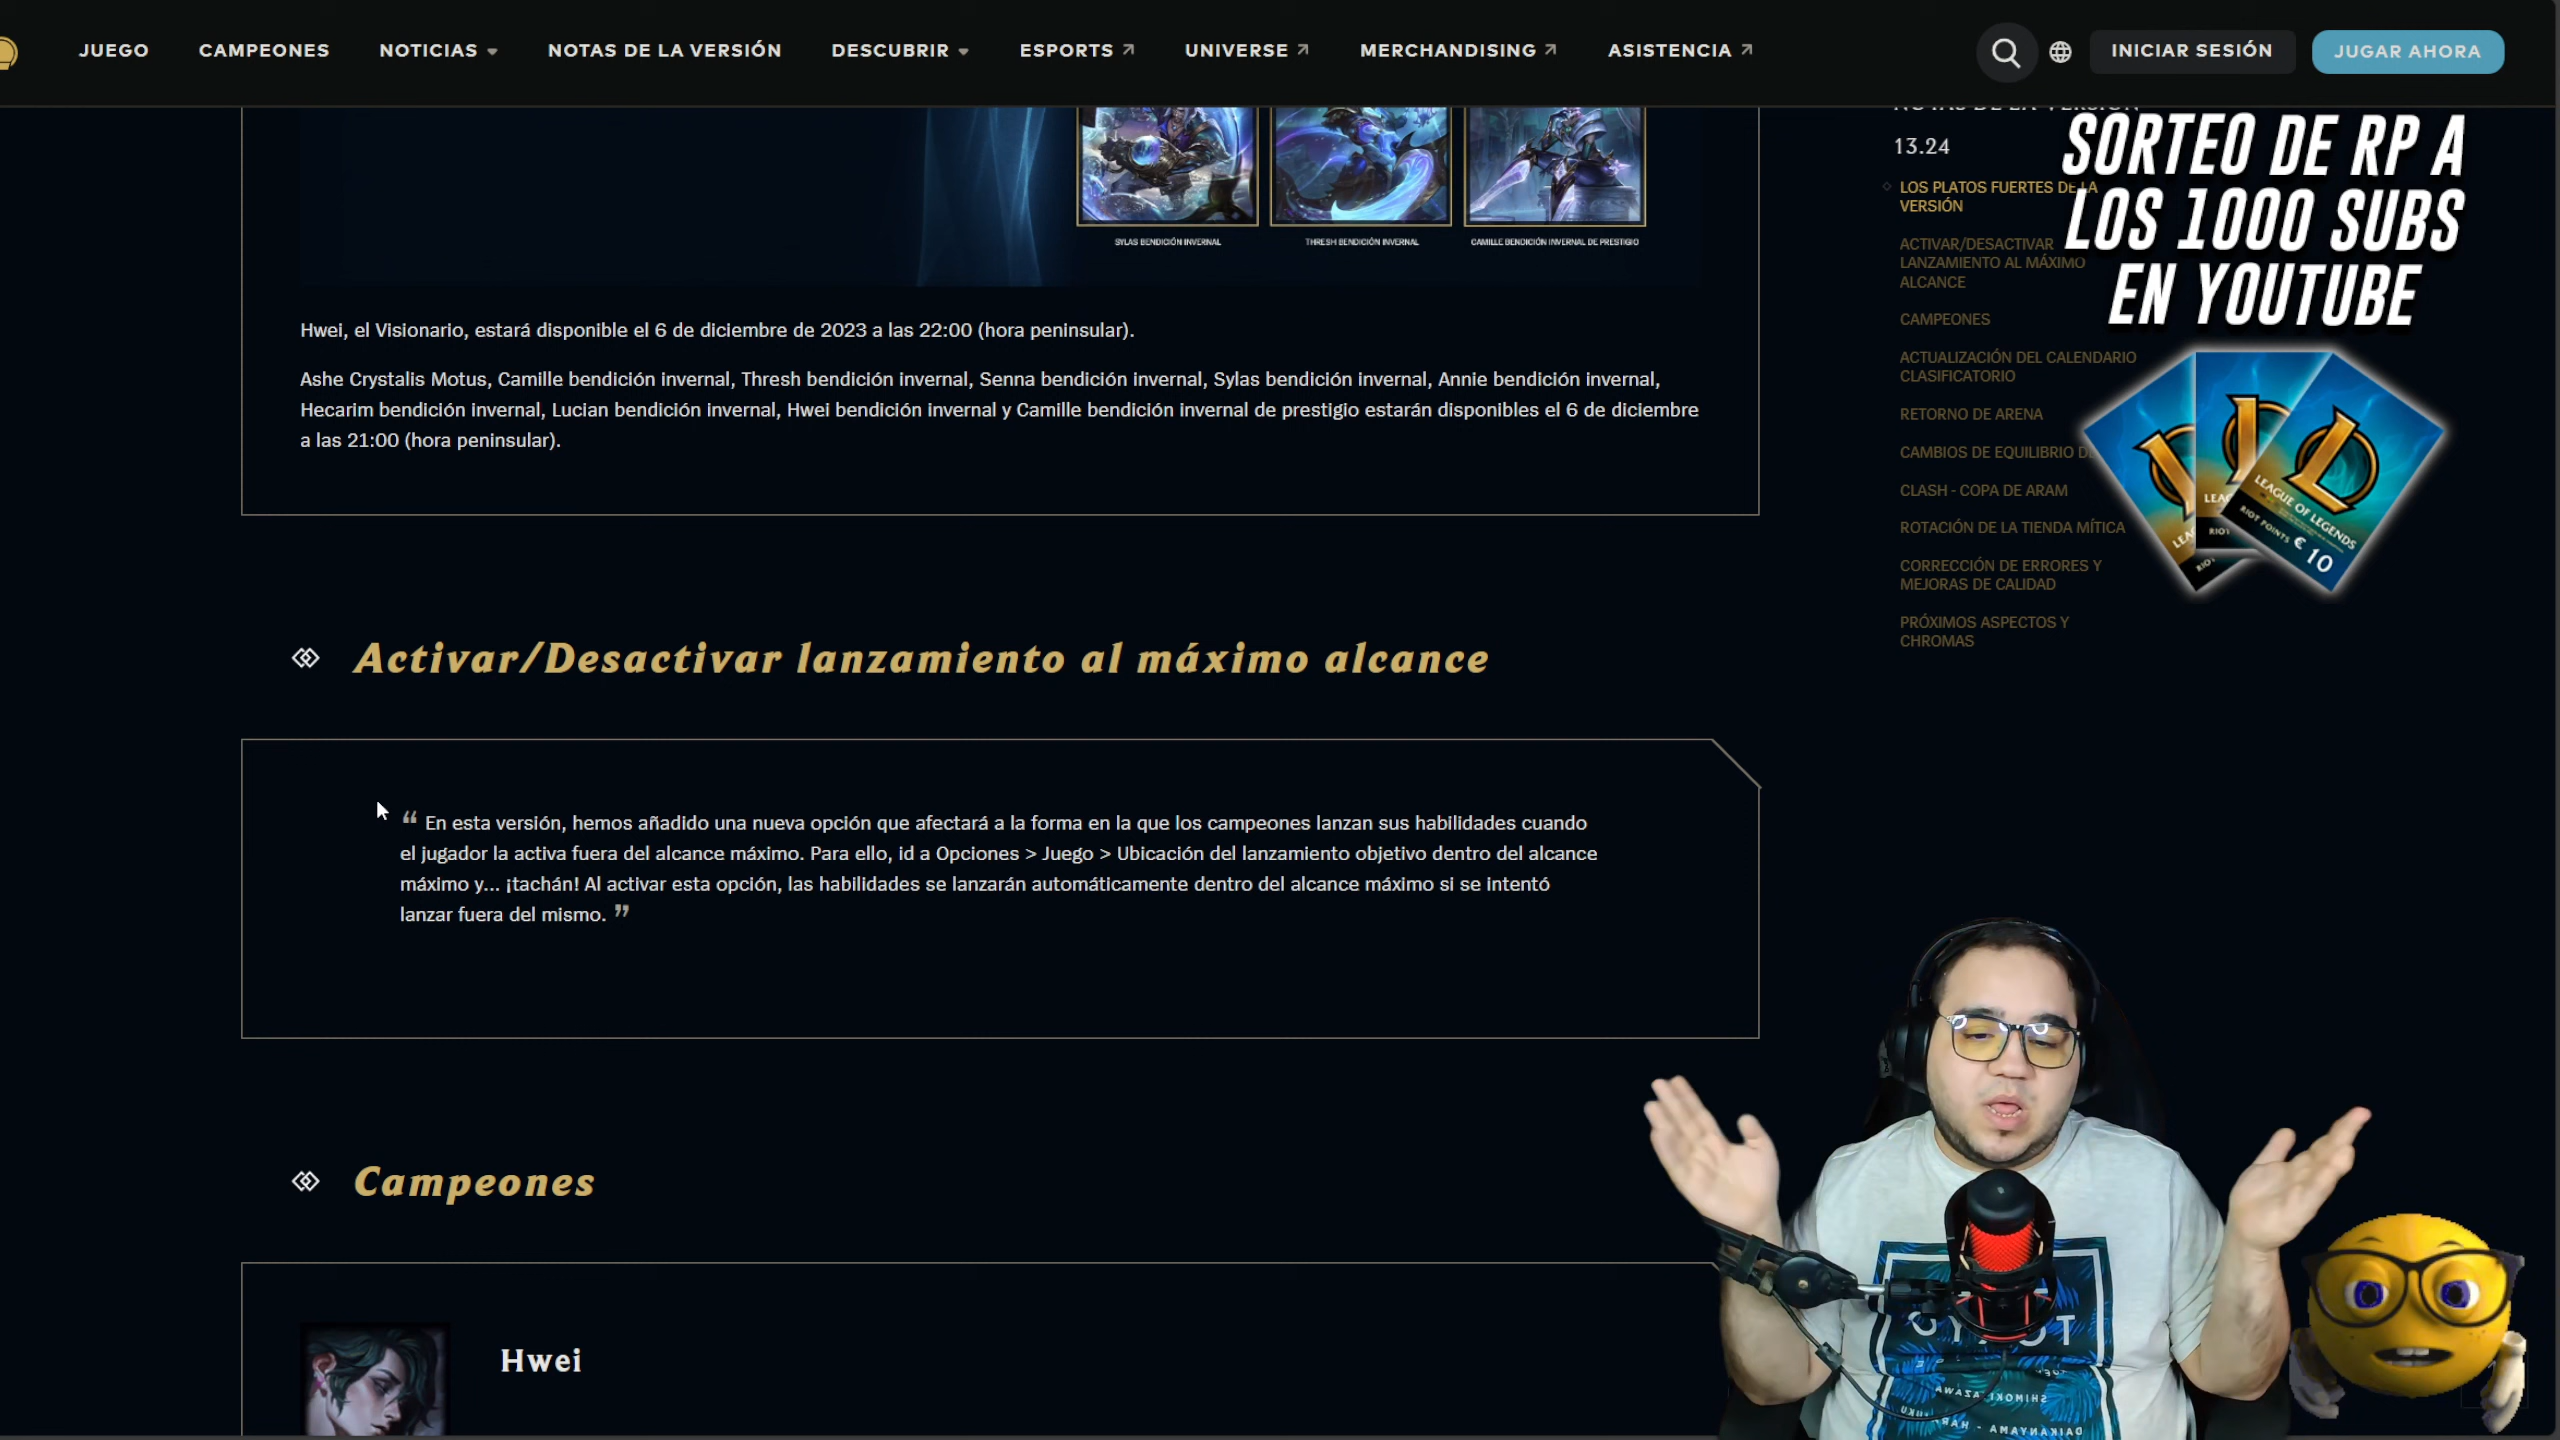 JUEGO
CAMPEONES
NOTICIAS
NOTAS DE LA VERSIÓN
DESCUBRIR
ESPORTS
UNIVERSE
MERCHANDISING
ASISTENCIA
INICIAR SESIÓN
JUGAR AHORA
SYLAS BENDICIÓN INVERNAL
THRESH BENDICIÓN INVERNAL
CAMILLE BENDICIÓN INVERNAL DE PRESTIGIO
Hwei, el Visionario, estará disponible el 6 de diciembre de 2023 a las 22:00 (hora peninsular).
Ashe Crystalis Motus, Camille bendición invernal, Thresh bendición invernal, Senna bendición invernal, Sylas bendición invernal, Annie bendición invernal,
Hecarim bendición invernal, Lucian bendición invernal, Hwei bendición invernal y Camille bendición invernal de prestigio estarán disponibles el 6 de diciembre
a las 21:00 (hora peninsular).
Activar/Desactivar lanzamiento al máximo alcance
“ En esta versión, hemos añadido una nueva opción que afectará a la forma en la que los campeones lanzan sus habilidades cuando
el jugador la activa fuera del alcance máximo. Para ello, id a Opciones > Juego > Ubicación del lanzamiento objetivo dentro del alcance
máximo y... ¡tachán! Al activar esta opción, las habilidades se lanzarán automáticamente dentro del alcance máximo si se intentó
lanzar fuera del mismo. ”
Campeones
Hwei
NOTAS DE LA VERSIÓN
13.24
LOS PLATOS FUERTES DE LA
VERSIÓN
ACTIVAR/DESACTIVAR
LANZAMIENTO AL MÁXIMO
ALCANCE
CAMPEONES
ACTUALIZACIÓN DEL CALENDARIO
CLASIFICATORIO
RETORNO DE ARENA
CAMBIOS DE EQUILIBRIO DE
CLASH - COPA DE ARAM
ROTACIÓN DE LA TIENDA MÍTICA
CORRECCIÓN DE ERRORES Y
MEJORAS DE CALIDAD
PRÓXIMOS ASPECTOS Y
CHROMAS
SORTEO DE RP A
LOS 1000 SUBS
EN YOUTUBE
LEAGUE OF LEGENDS
RIOT POINTS € 10